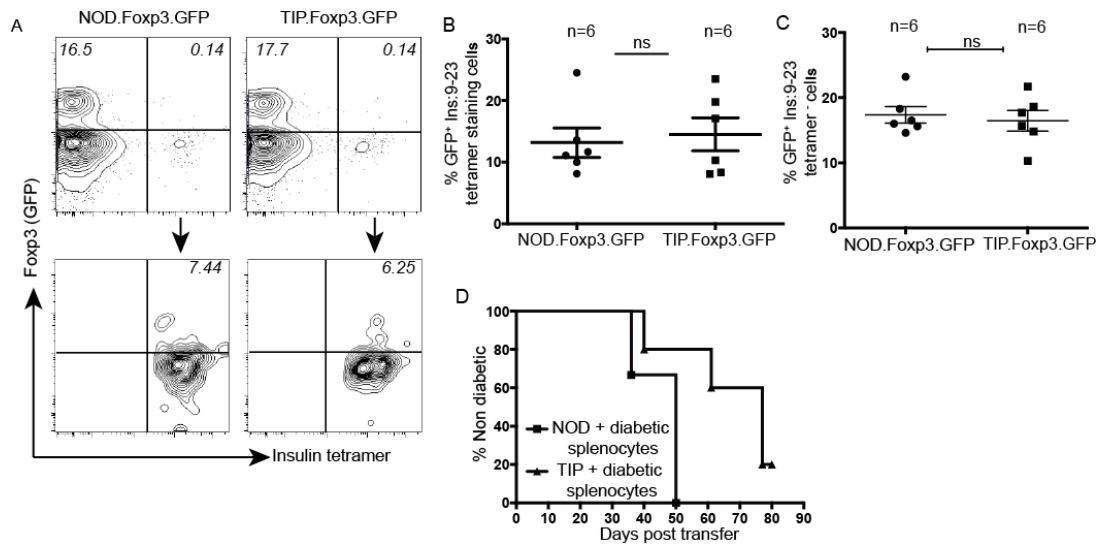 A
NOD.Foxp3.GFP
TIP.Foxp3.GFP
16.5
0.14
17.7
0.14
7.44
6.25
Foxp3 (GFP)
Insulin tetramer
B
n=6
ns
n=6
% GFP⁺ Ins:9-23
tetramer staining cells
30
20
10
0
NOD.Foxp3.GFP
TIP.Foxp3.GFP
C
n=6
ns
n=6
% GFP⁺ Ins:9-23
tetramer⁻ cells
30
20
10
0
NOD.Foxp3.GFP
TIP.Foxp3.GFP
D
% Non diabetic
100
80
60
40
20
0
NOD + diabetic
splenocytes
TIP + diabetic
splenocytes
0 10 20 30 40 50 60 70 80 90
Days post transfer